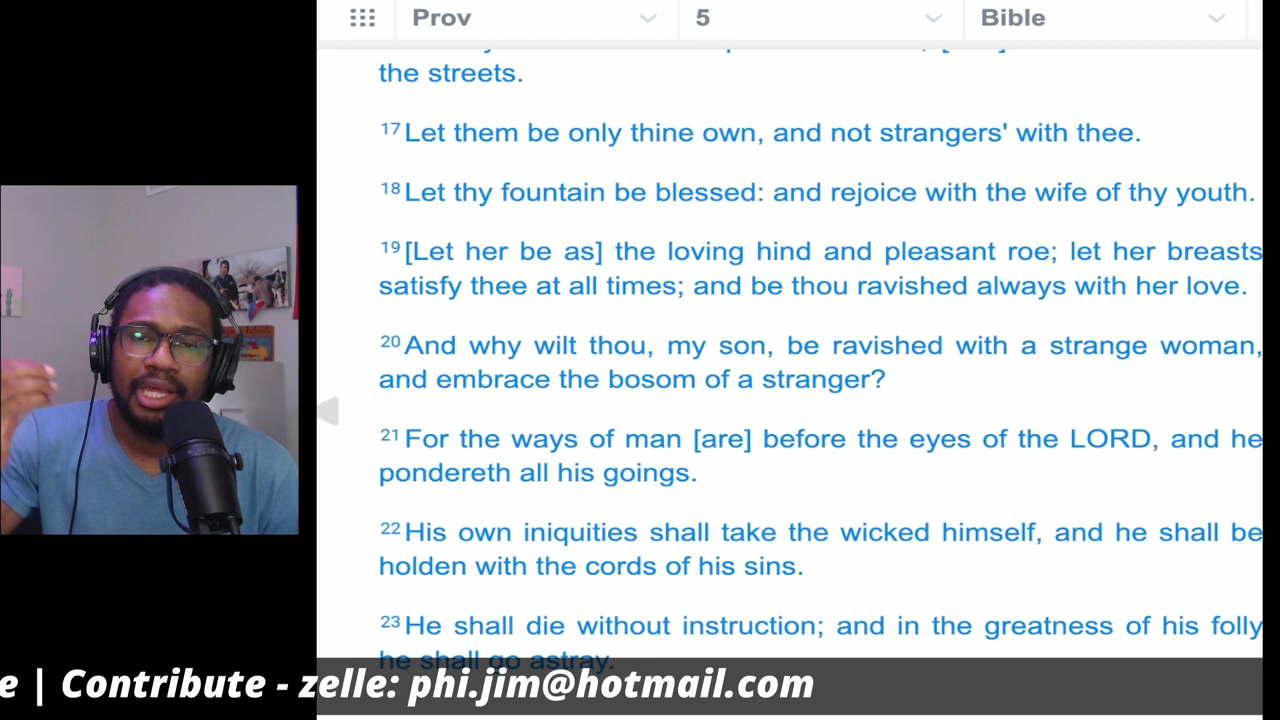 Prov 5 Bible
the streets.
17 Let them be only thine own, and not strangers' with thee.
18 Let thy fountain be blessed: and rejoice with the wife of thy youth.
19 [Let her be as] the loving hind and pleasant roe; let her breasts
satisfy thee at all times; and be thou ravished always with her love.
20 And why wilt thou, my son, be ravished with a strange woman,
and embrace the bosom of a stranger?
21 For the ways of man [are] before the eyes of the LORD, and he
pondereth all his goings.
22 His own iniquities shall take the wicked himself, and he shall be
holden with the cords of his sins.
23 He shall die without instruction; and in the greatness of his folly
he shall go astray.
e | Contribute - zelle: phi.jim@hotmail.com